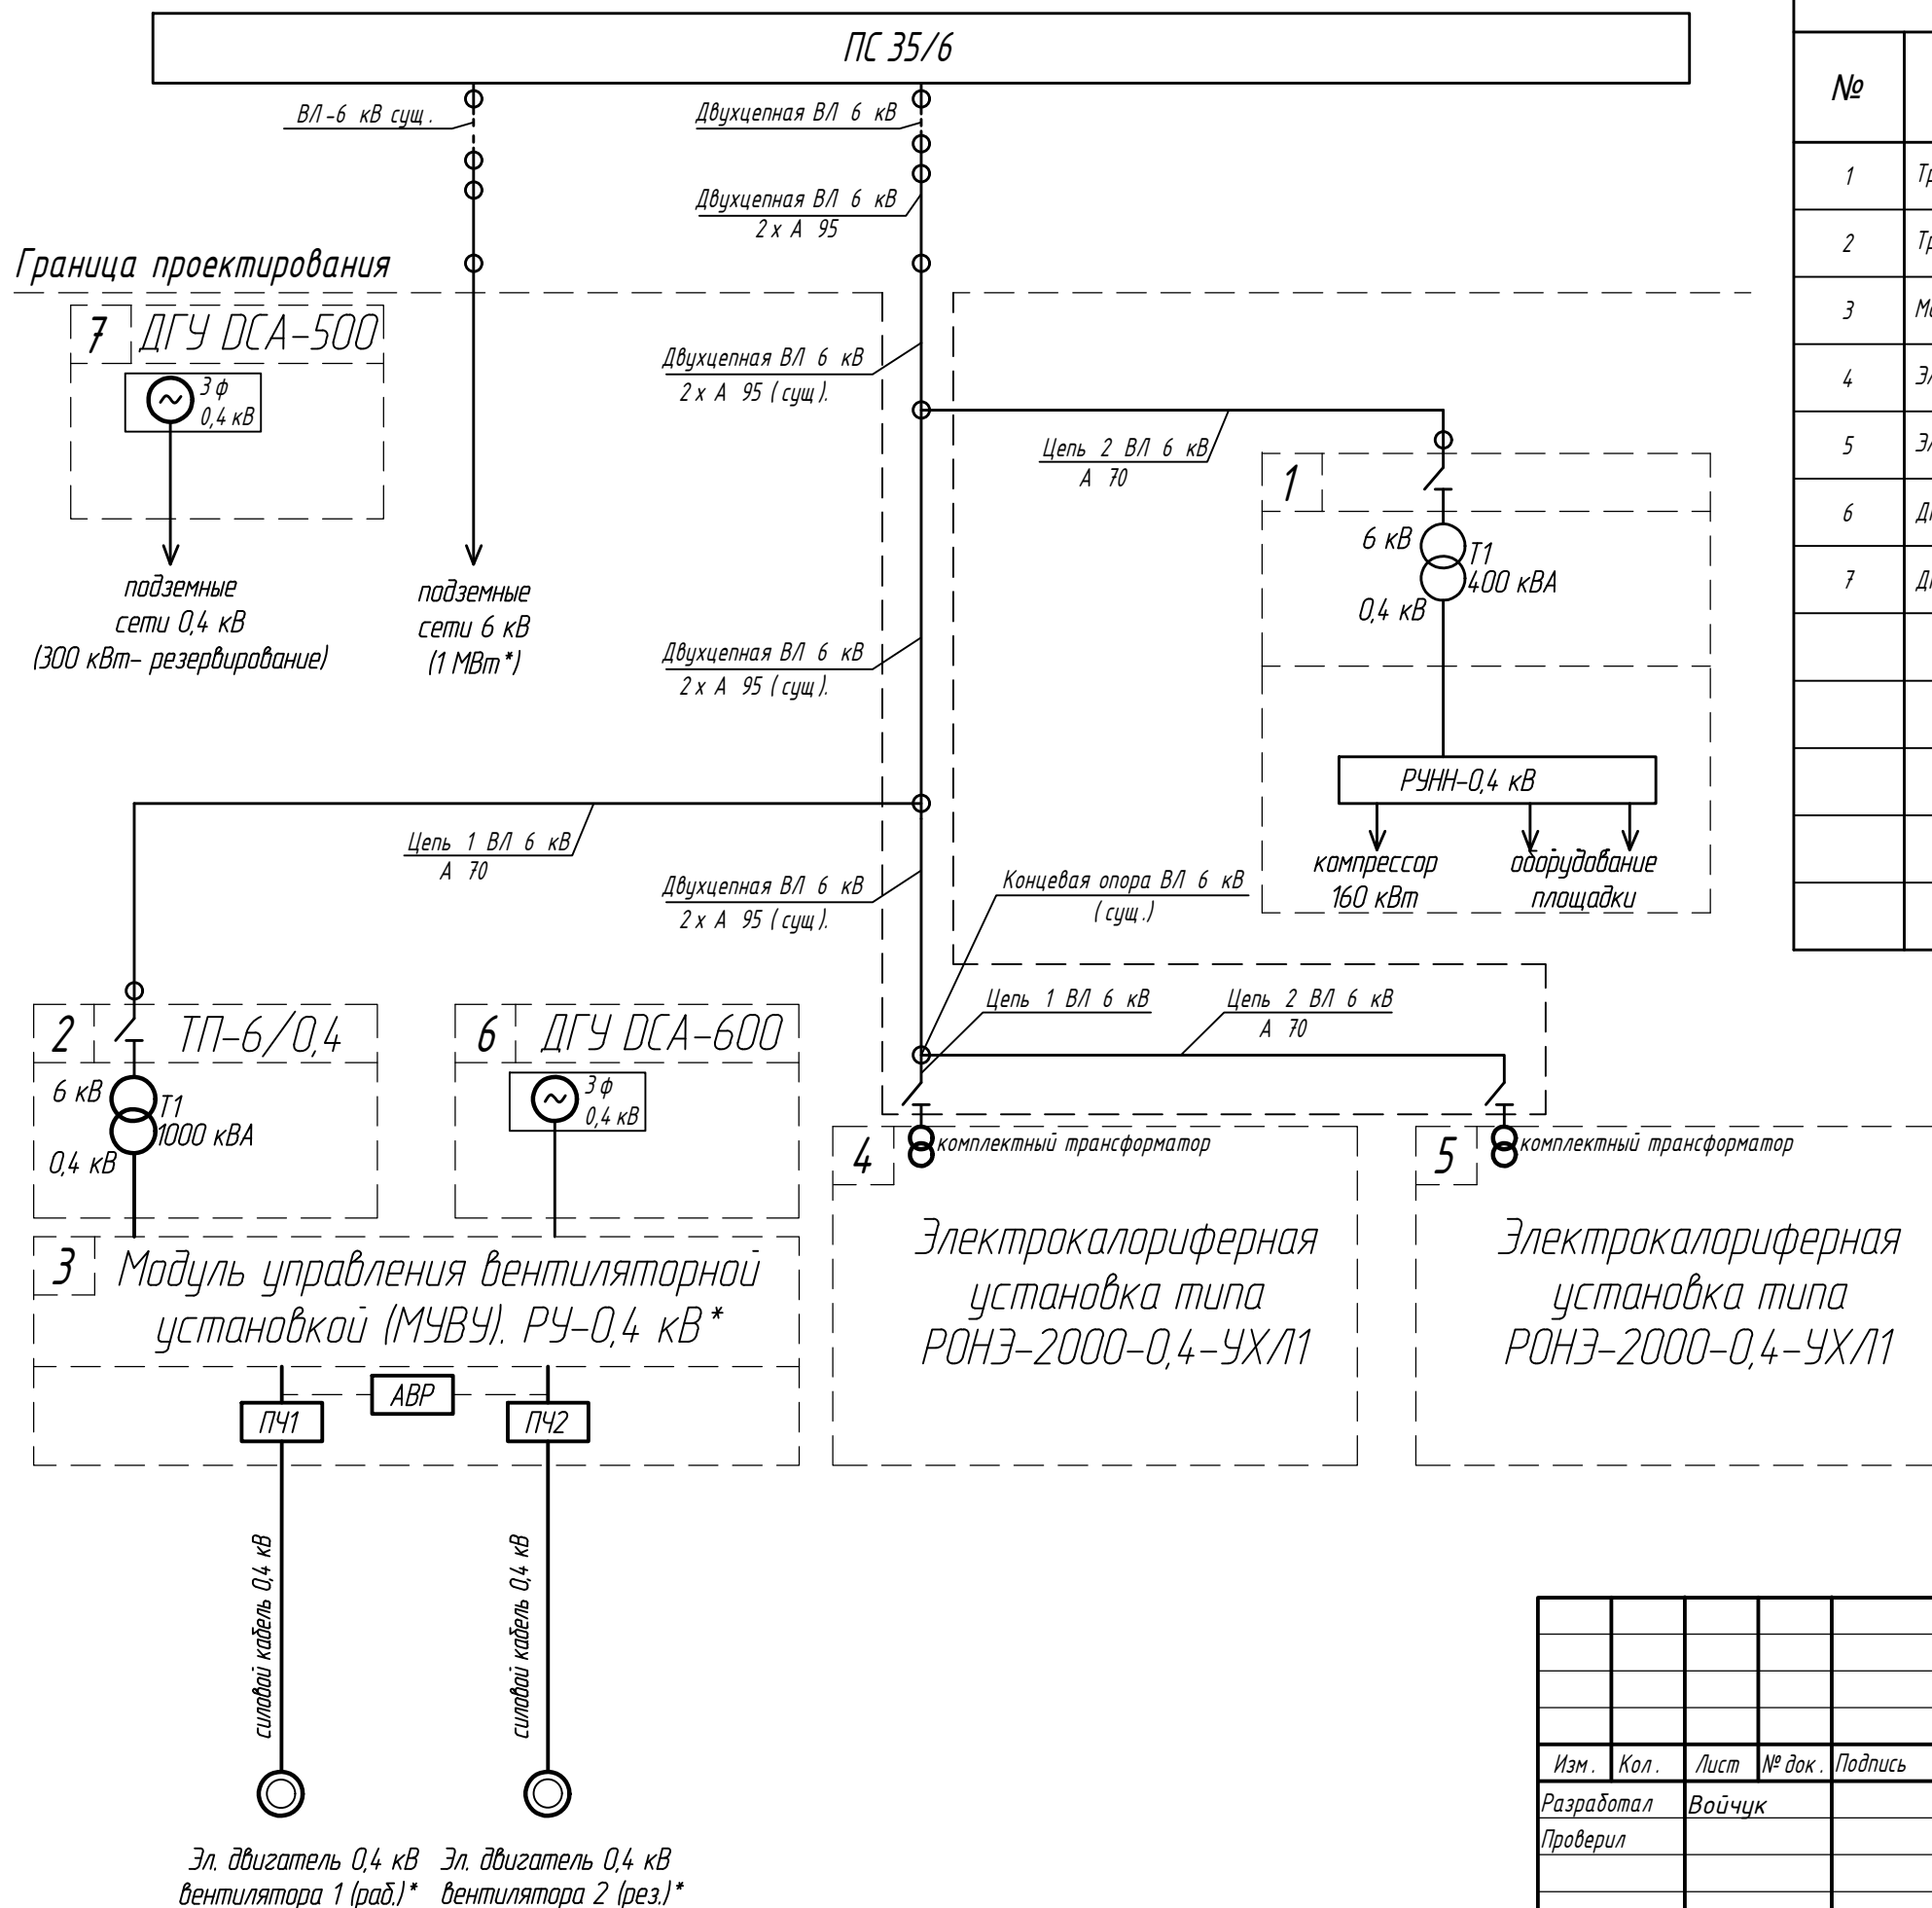 ПС 35/6
ВЛ-6 кВ сущ.
Двухцепная ВЛ 6 кВ
Двухцепная ВЛ 6 кВ
2 х А 95
Граница проектирования
7 ДГУ DCA-500
3 ф
0,4 кВ
подземные
сети 0,4 кВ
(300 кВт- резервирование)
подземные
сети 6 кВ
(1 МВт*)
Двухцепная ВЛ 6 кВ
2 х А 95 (сущ).
Цепь 2 ВЛ 6 кВ
А 70
1
6 кВ
Т1
400 кВА
0,4 кВ
РУНН-0,4 кВ
компрессор
160 кВт
оборудование
площадки
Двухцепная ВЛ 6 кВ
2 х А 95 (сущ).
Цепь 1 ВЛ 6 кВ
А 70
Двухцепная ВЛ 6 кВ
2 х А 95 (сущ).
Концевая опора ВЛ 6 кВ
(сущ.)
Цепь 1 ВЛ 6 кВ
Цепь 2 ВЛ 6 кВ
А 70
2 ТП-6/0,4
6 кВ
Т1
1000 кВА
0,4 кВ
6 ДГУ DCA-600
3 ф
0,4 кВ
3 Модуль управления вентиляторной
установкой (МУВУ). РУ-0,4 кВ*
АВР
ПЧ1
ПЧ2
силовой кабель 0,4 кВ
силовой кабель 0,4 кВ
Эл. двигатель 0,4 кВ
вентилятора 1 (раб.)*
Эл. двигатель 0,4 кВ
вентилятора 2 (рез.)*
4 комплектный трансформатор
Электрокалориферная
установка типа
РОНЭ-2000-0,4-УХЛ1
5 комплектный трансформатор
Электрокалориферная
установка типа
РОНЭ-2000-0,4-УХЛ1
№
1
2
3
4
5
6
7
Изм. Кол. Лист № док. Подпись
Разработал Войчук
Проверил